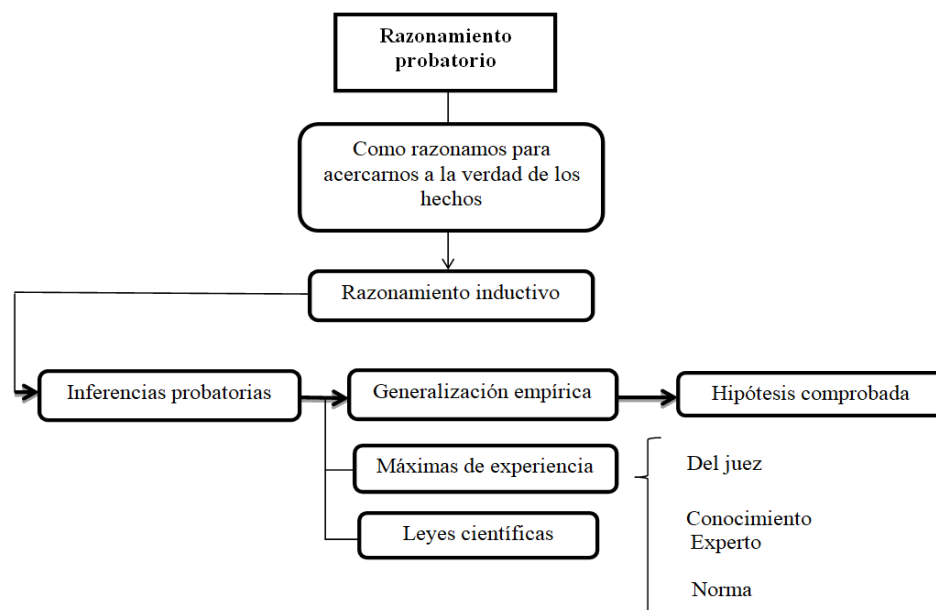 Razonamiento
probatorio
Como razonamos para
acercarnos a la verdad de los
hechos
Razonamiento inductivo
Inferencias probatorias
Generalización empírica
Hipótesis comprobada
Máximas de experiencia
Del juez
Leyes científicas
Conocimiento
Experto
Norma